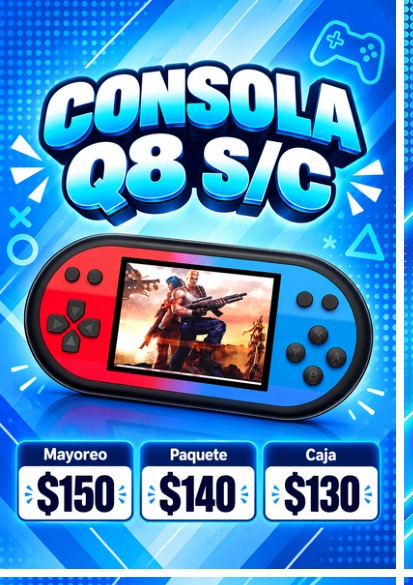 CONSOLA
Q8 S/C
X
A
B
Mayoreo
Paquete
Caja
$150
$140
$130